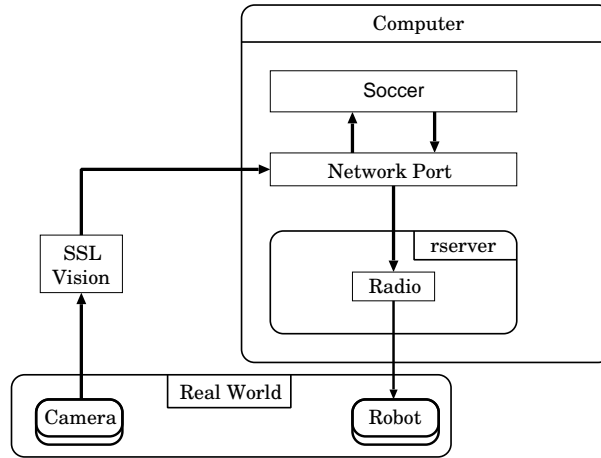 Computer
Soccer
Network Port
SSL
Vision
rserver
Radio
Real World
Camera
Robot